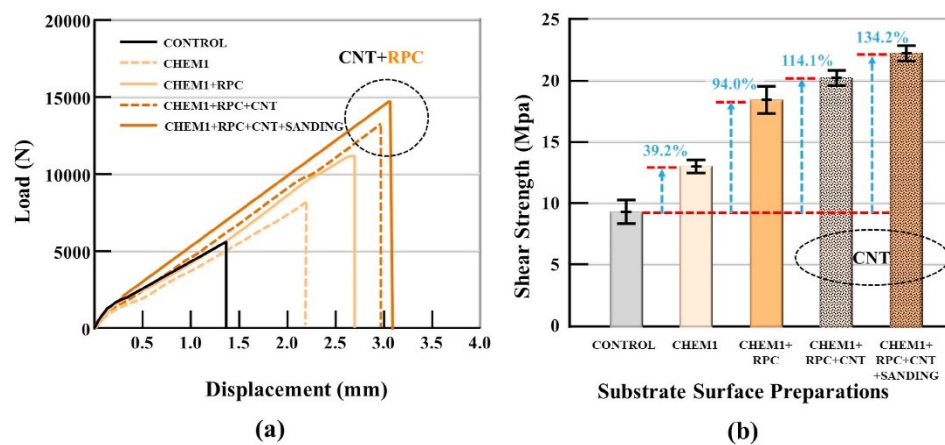 20000
15000
10000
5000
0
Load (N)
CONTROL
CHEM1
CHEM1+RPC
CHEM1+RPC+CNT
CHEM1+RPC+CNT+SANDING
CNT+RPC
0.5 1.0 1.5 2.0 2.5 3.0 3.5 4.0
Displacement (mm)
(a)
25
20
15
10
5
0
Shear Strength (Mpa)
39.2%
94.0%
114.1%
134.2%
CNT
CONTROL
CHEM1
CHEM1+
RPC
CHEM1+
RPC+CNT
CHEM1+
RPC+CNT
+SANDING
Substrate Surface Preparations
(b)